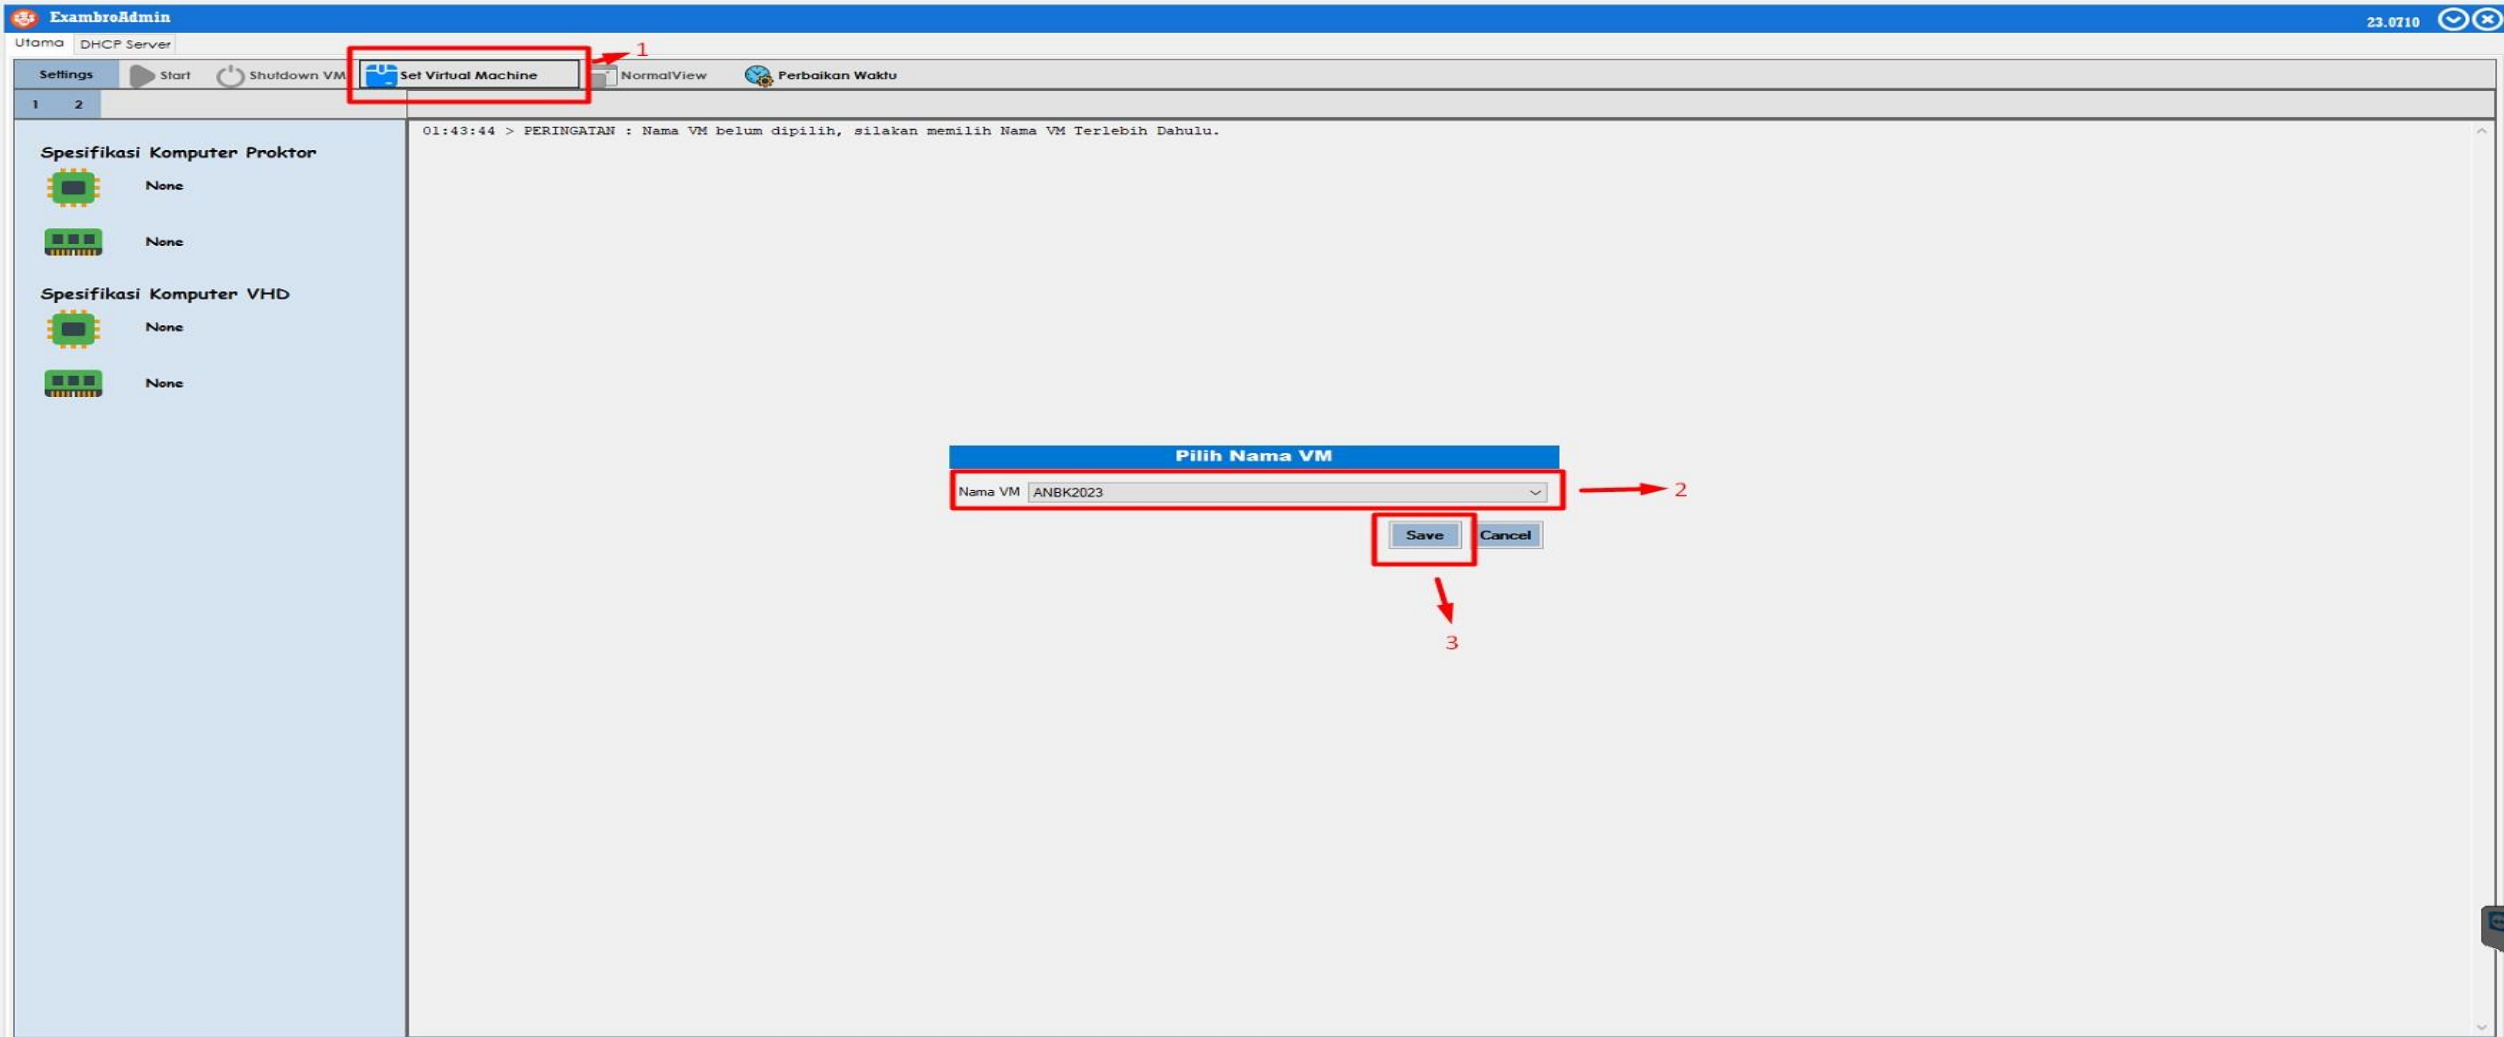 ExambroAdmin
23.0710
Utama DHCP Server
1
Settings Start Shutdown VM Set Virtual Machine NormalView Perbaikan Waktu
1 2
01:43:44 > PERINGATAN : Nama VM belum dipilih, silakan memilih Nama VM Terlebih Dahulu.
Spesifikasi Komputer Proktor
None
None
Spesifikasi Komputer VHD
None
None
Pilih Nama VM
Nama VM ANBK2023
2
Save Cancel
3